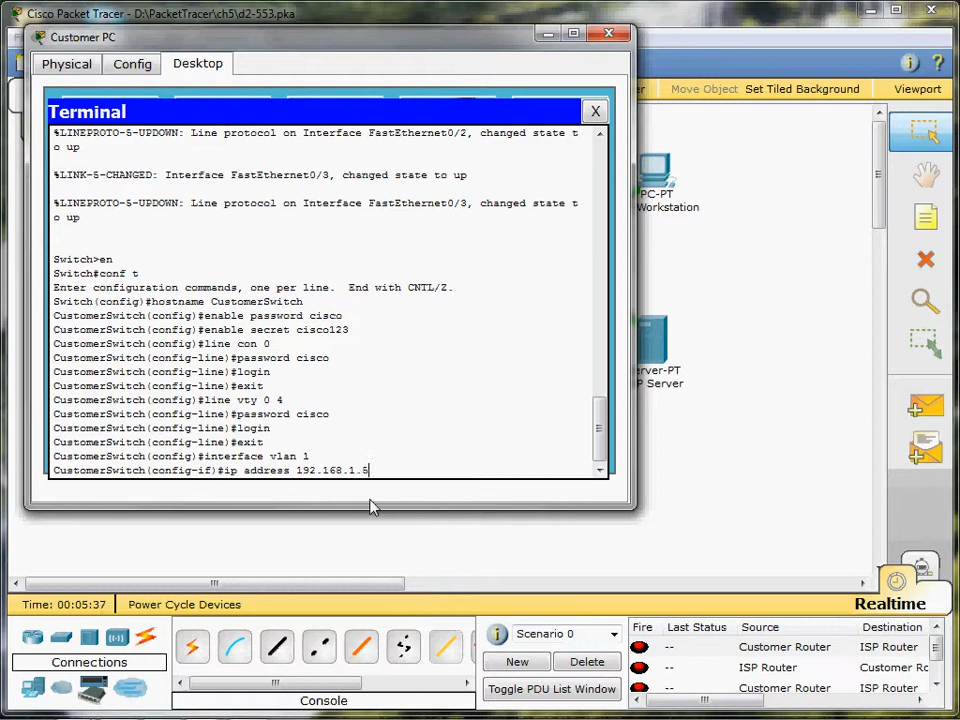 Cisco Packet Tracer - D:\PacketTracer\ch5\d2-553.pka
Customer PC
Physical
Config
Desktop
Move Object
Set Tiled Background
Viewport
Terminal
X
%LINEPROTO-5-UPDOWN: Line protocol on Interface FastEthernet0/2, changed state t
o up
%LINK-5-CHANGED: Interface FastEthernet0/3, changed state to up
%LINEPROTO-5-UPDOWN: Line protocol on Interface FastEthernet0/3, changed state t
o up
Switch>en
Switch#conf t
Enter configuration commands, one per line.  End with CNTL/Z.
Switch(config)#hostname CustomerSwitch
CustomerSwitch(config)#enable password cisco
CustomerSwitch(config)#enable secret cisco123
CustomerSwitch(config)#line con 0
CustomerSwitch(config-line)#password cisco
CustomerSwitch(config-line)#login
CustomerSwitch(config-line)#exit
CustomerSwitch(config)#line vty 0 4
CustomerSwitch(config-line)#password cisco
CustomerSwitch(config-line)#login
CustomerSwitch(config-line)#exit
CustomerSwitch(config)#interface vlan 1
CustomerSwitch(config-if)#ip address 192.168.1.5
PC-PT
Workstation
erver-PT
P Server
Time: 00:05:37
Power Cycle Devices
Realtime
Connections
Console
Scenario 0
New
Delete
Toggle PDU List Window
Fire Last Status Source Destination
-- Customer Router ISP Router
-- ISP Router Customer Rc
-- Customer Router ISP Router